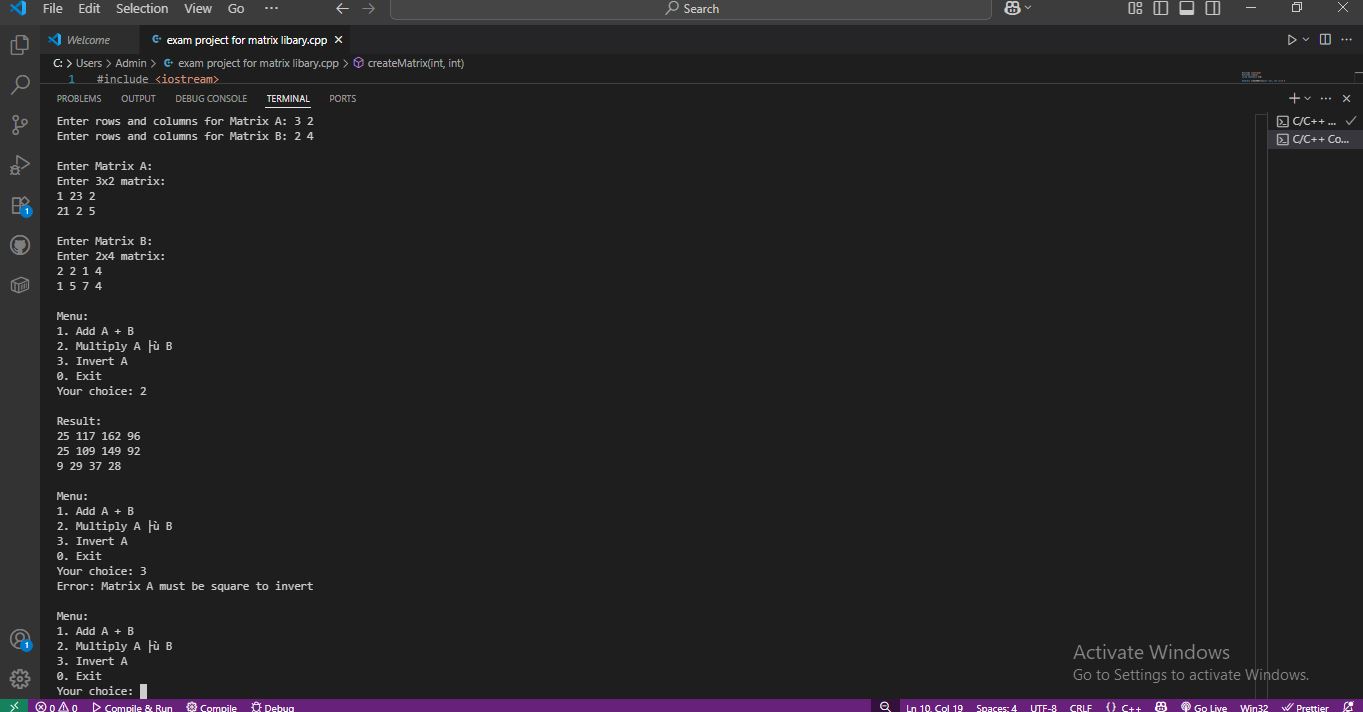 File Edit Selection View Go ··· Search
Welcome exam project for matrix libary.cpp
C: > Users > Admin > exam project for matrix libary.cpp > createMatrix(int, int)
1 #include <iostream>
PROBLEMS OUTPUT DEBUG CONSOLE TERMINAL PORTS
C/C++ ...
C/C++ Co...
Enter rows and columns for Matrix A: 3 2
Enter rows and columns for Matrix B: 2 4
Enter Matrix A:
Enter 3x2 matrix:
1 23 2
21 2 5
Enter Matrix B:
Enter 2x4 matrix:
2 2 1 4
1 5 7 4
Menu:
1. Add A + B
2. Multiply A ├ù B
3. Invert A
0. Exit
Your choice: 2
Result:
25 117 162 96
25 109 149 92
9 29 37 28
Menu:
1. Add A + B
2. Multiply A ├ù B
3. Invert A
0. Exit
Your choice: 3
Error: Matrix A must be square to invert
Menu:
1. Add A + B
2. Multiply A ├ù B
3. Invert A
0. Exit
Your choice:
1
1
Activate Windows
Go to Settings to activate Windows.
0 0 Compile & Run Compile Debug Ln 10, Col 19 Spaces: 4 UTF-8 CRLF {} C++ Go Live Win32 Prettier